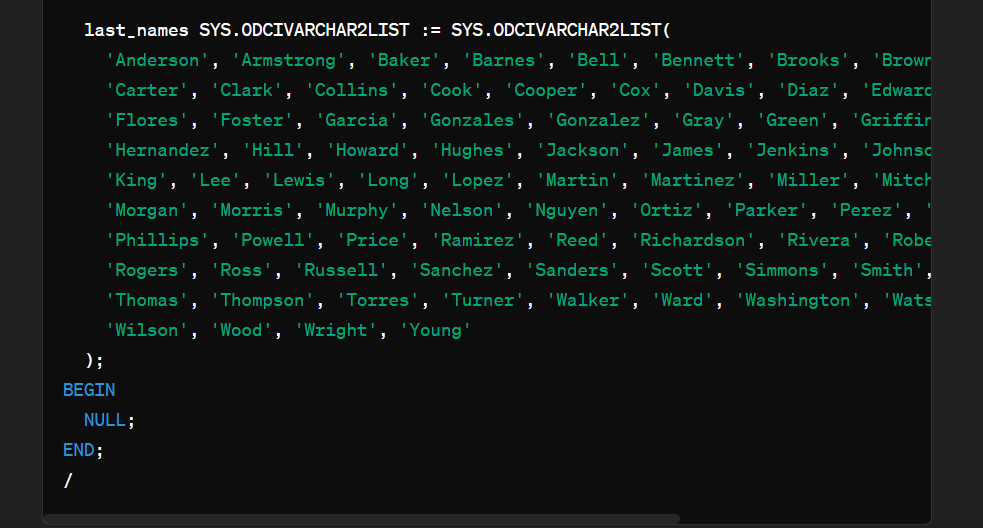 last_names SYS.ODCIVARCHAR2LIST := SYS.ODCIVARCHAR2LIST(
'Anderson', 'Armstrong', 'Baker', 'Barnes', 'Bell', 'Bennett', 'Brooks', 'Brown
'Carter', 'Clark', 'Collins', 'Cook', 'Cooper', 'Cox', 'Davis', 'Diaz', 'Edward
'Flores', 'Foster', 'Garcia', 'Gonzales', 'Gonzalez', 'Gray', 'Green', 'Griffin
'Hernandez', 'Hill', 'Howard', 'Hughes', 'Jackson', 'James', 'Jenkins', 'Johnso
'King', 'Lee', 'Lewis', 'Long', 'Lopez', 'Martin', 'Martinez', 'Miller', 'Mitch
'Morgan', 'Morris', 'Murphy', 'Nelson', 'Nguyen', 'Ortiz', 'Parker', 'Perez', '
'Phillips', 'Powell', 'Price', 'Ramirez', 'Reed', 'Richardson', 'Rivera', 'Robe
'Rogers', 'Ross', 'Russell', 'Sanchez', 'Sanders', 'Scott', 'Simmons', 'Smith',
'Thomas', 'Thompson', 'Torres', 'Turner', 'Walker', 'Ward', 'Washington', 'Wats
'Wilson', 'Wood', 'Wright', 'Young'
);
BEGIN
NULL;
END;
/